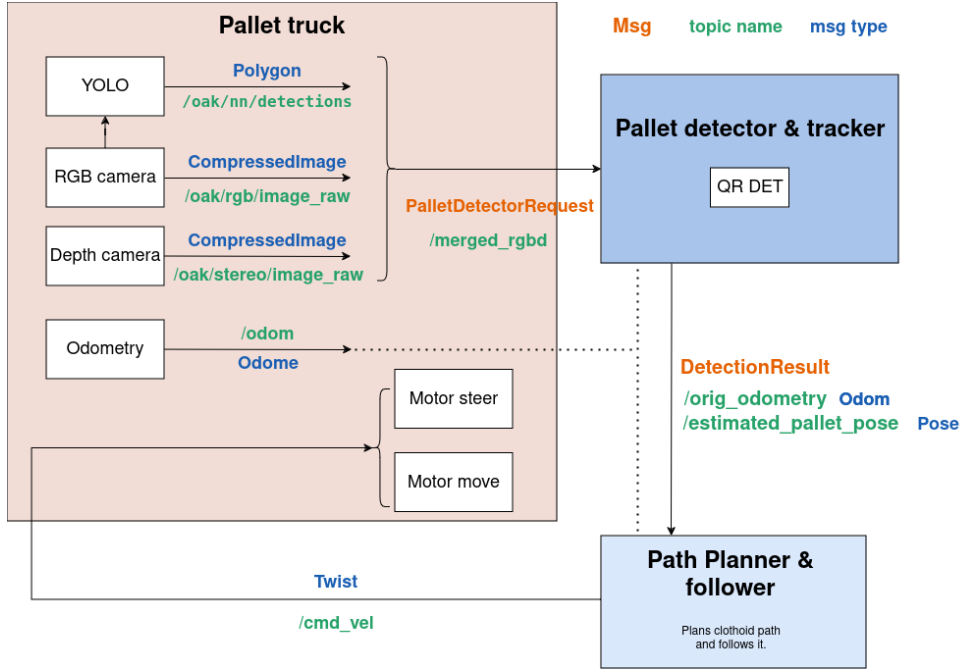 Pallet truck
Msg
topic name
msg type
YOLO
Polygon
/oak/nn/detections
RGB camera
CompressedImage
/oak/rgb/image_raw
Depth camera
CompressedImage
/oak/stereo/image_raw
PalletDetectorRequest
/merged_rgbd
Pallet detector & tracker
QR DET
Odometry
/odom
Odome
Motor steer
Motor move
DetectionResult
/orig_odometry Odom
/estimated_pallet_pose Pose
Twist
/cmd_vel
Path Planner &
follower
Plans clothoid path
and follows it.